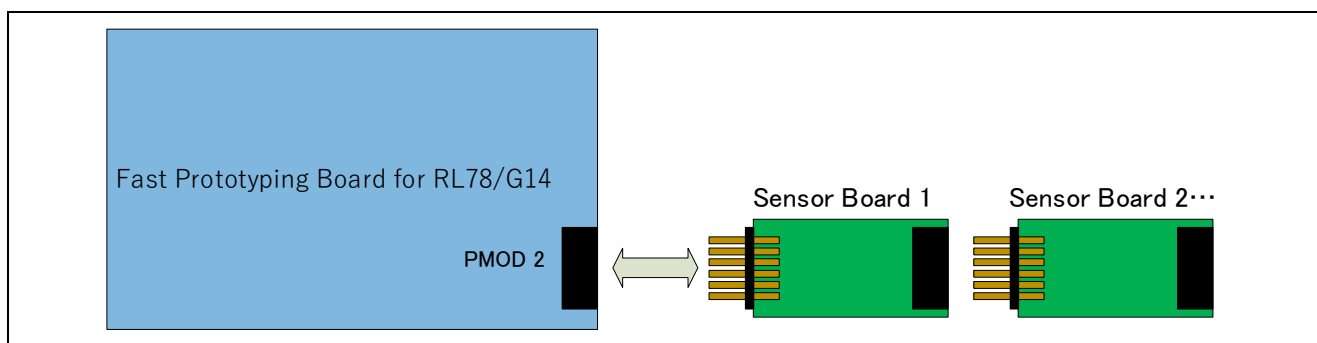 Fast Prototyping Board for RL78/G14
PMOD 2
Sensor Board 1
Sensor Board 2···